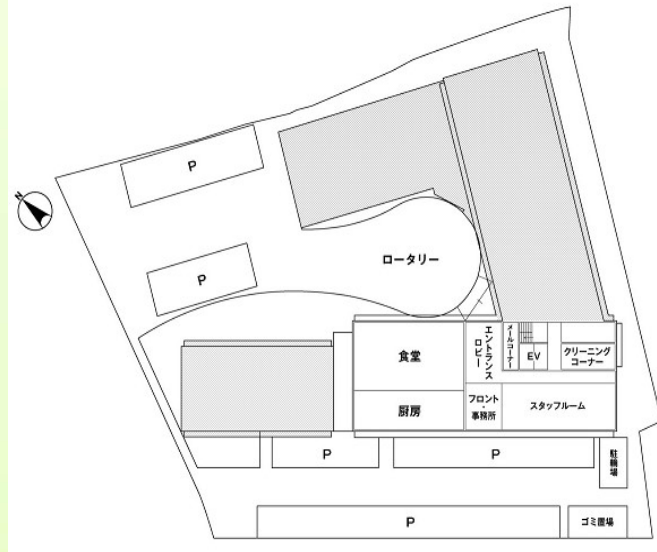 P
N
P
ロータリー
エントランス
ロビー
メールコーナー
EV
クリーニング
コーナー
食堂
厨房
フロント
・
事務所
スタッフルーム
P
P
駐輪場
P
ゴミ置場